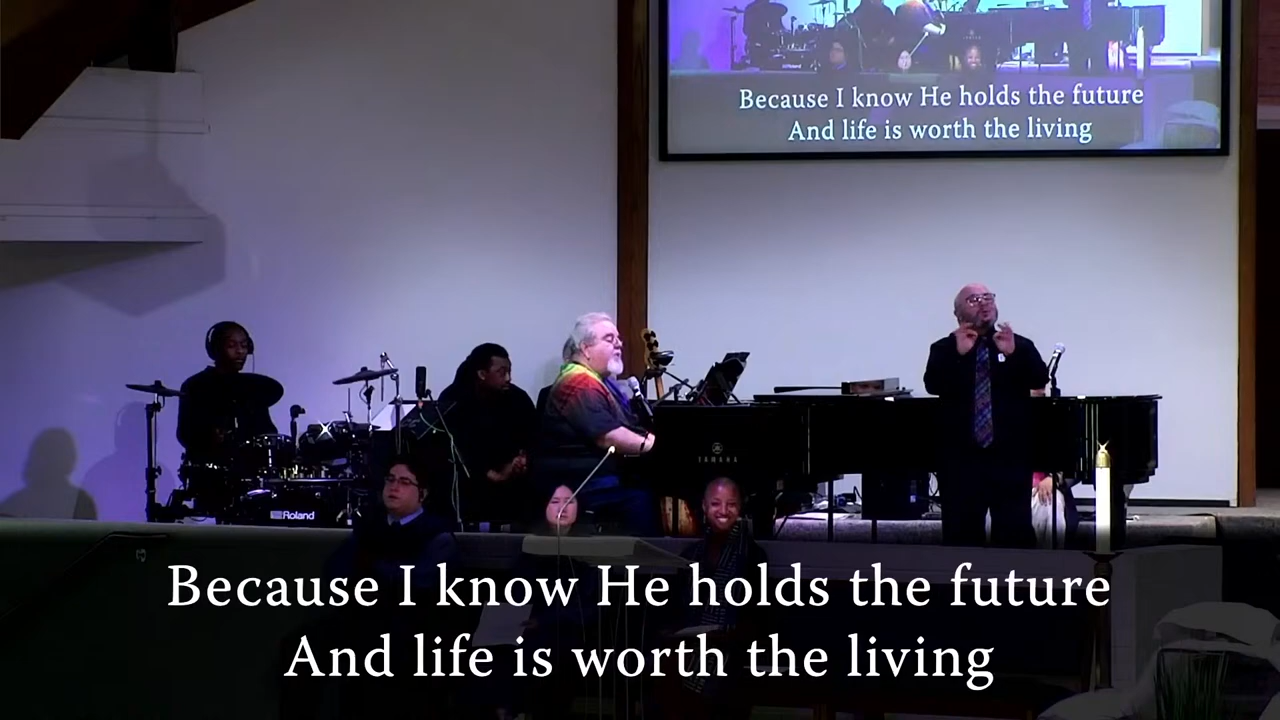 Because I know He holds the future
And life is worth the living
YAMAHA
Roland
Because I know He holds the future
And life is worth the living